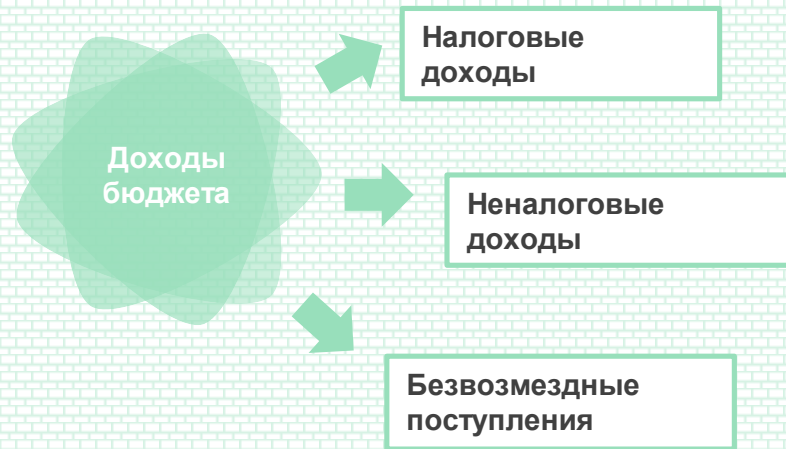 Налоговые
доходы
Доходы
бюджета
Неналоговые
доходы
Безвозмездные
поступления